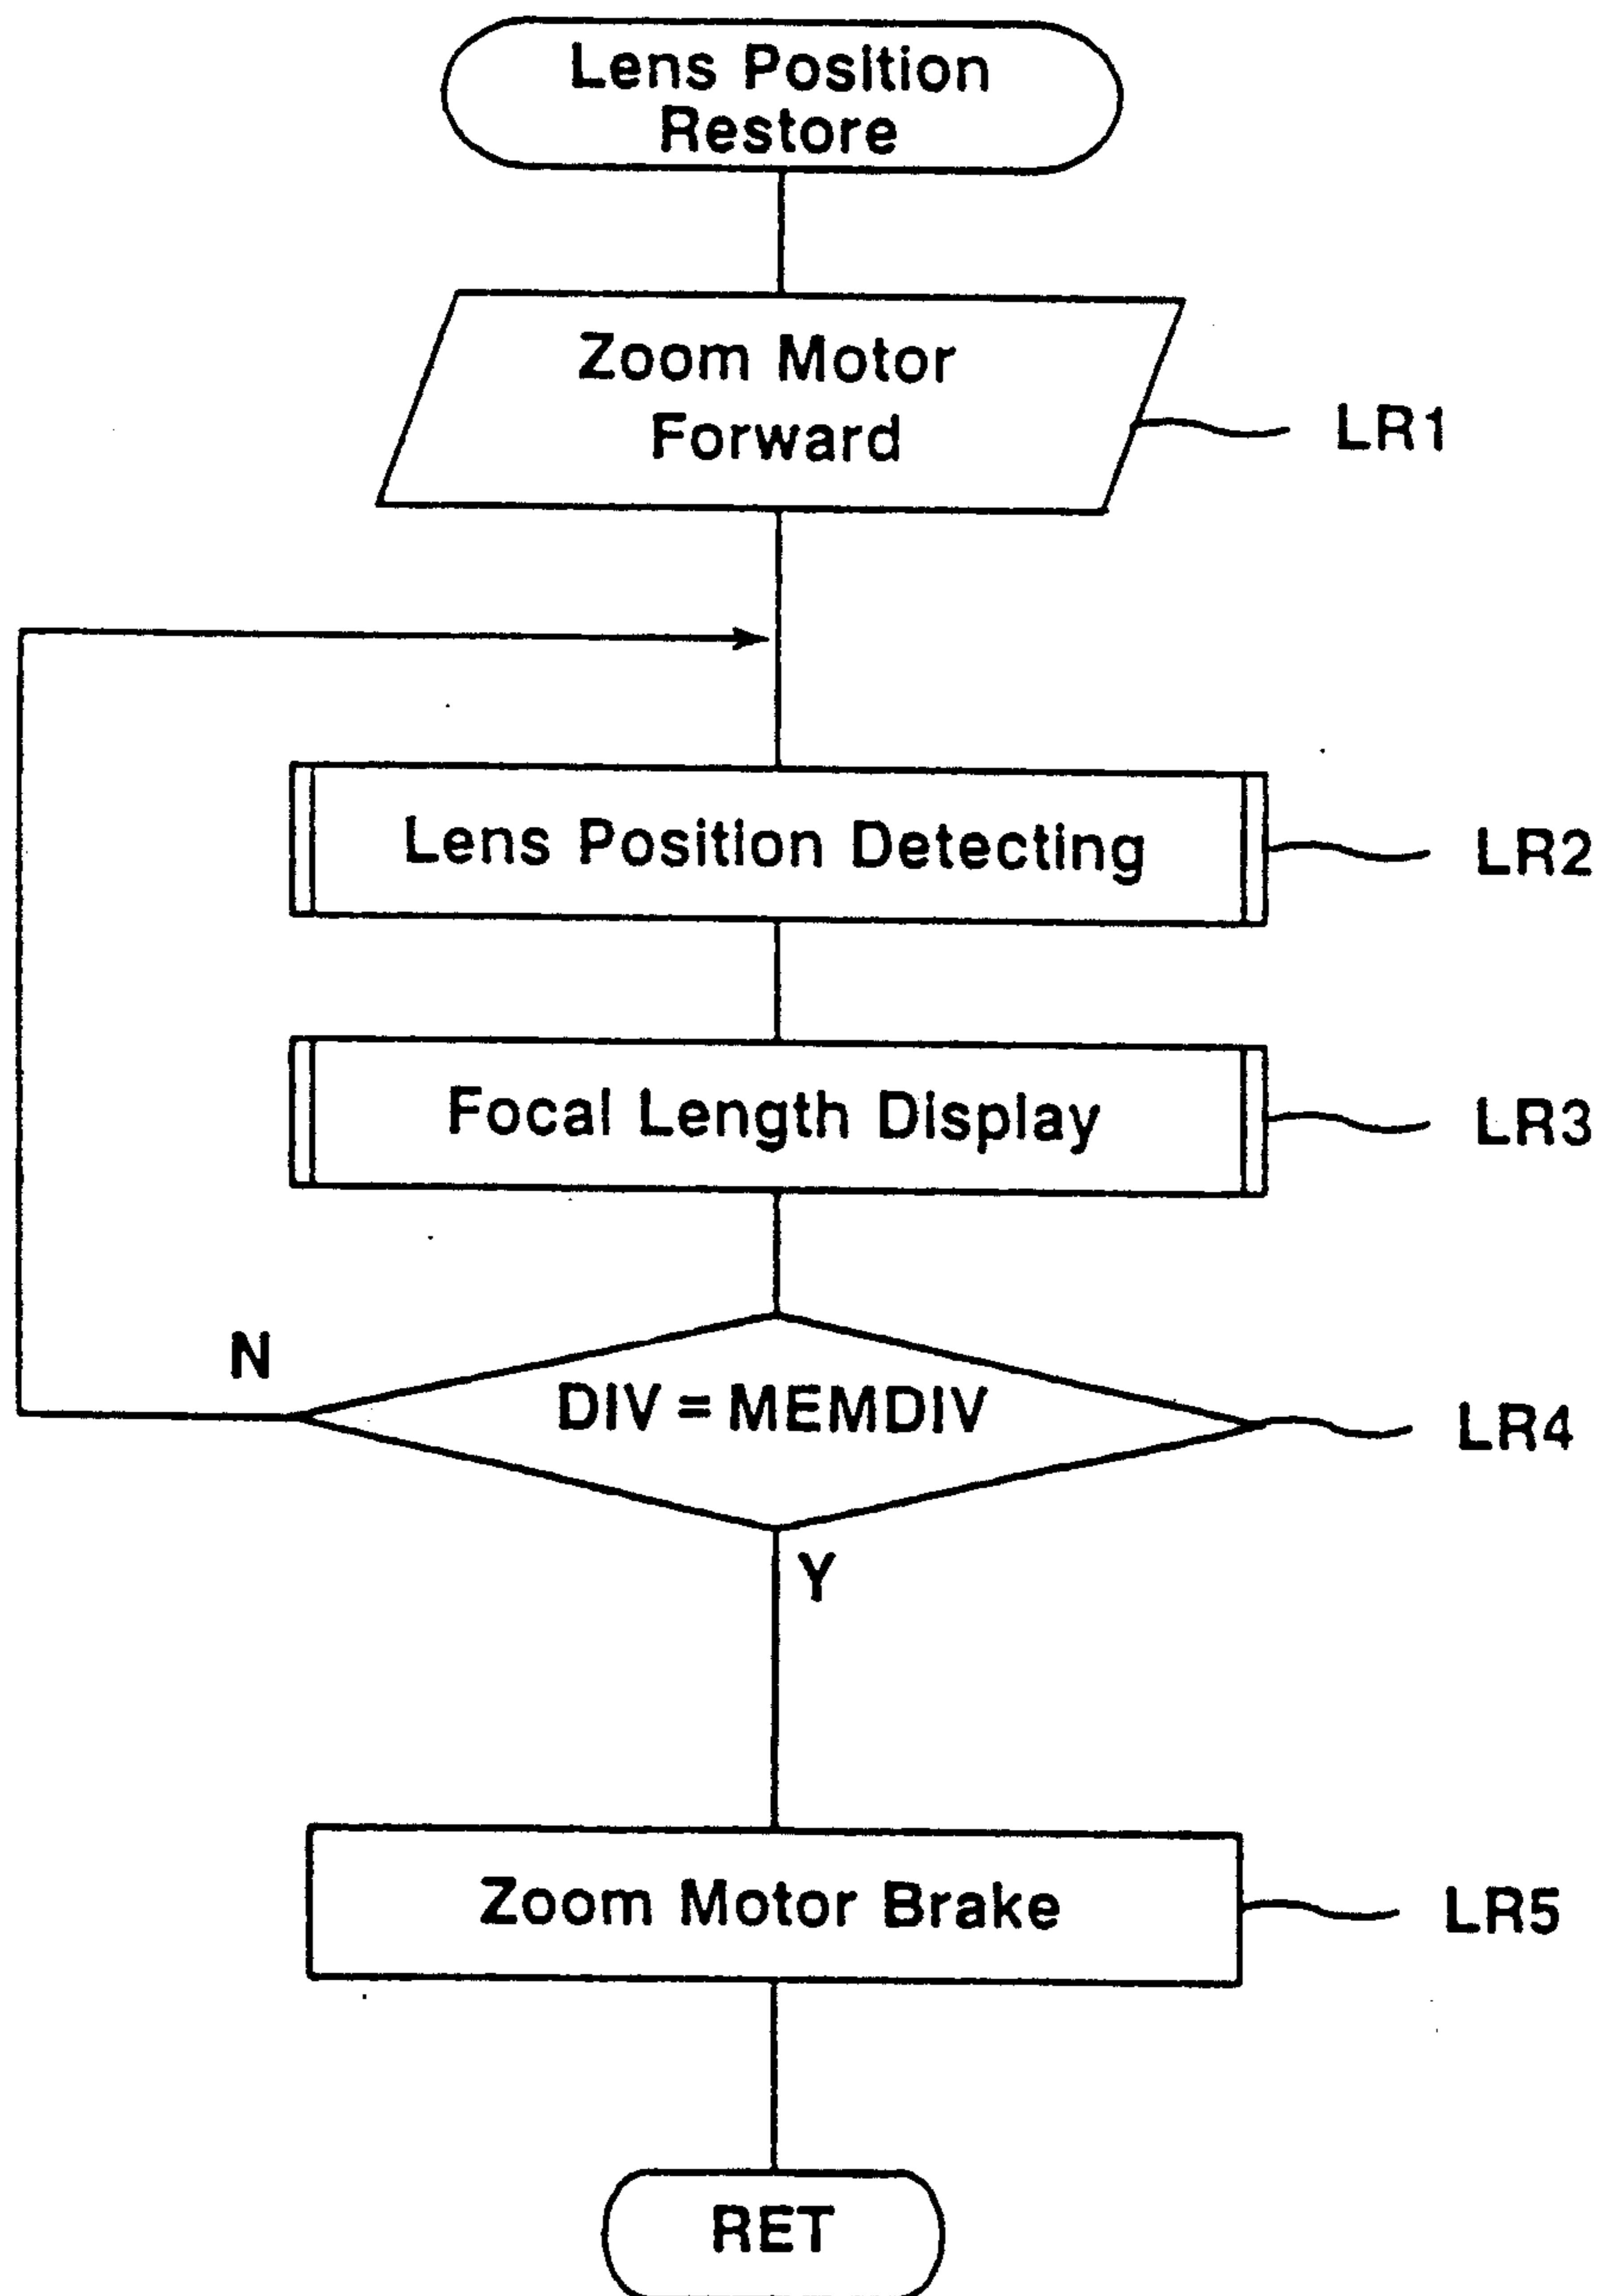 Lens Position
Restore
Zoom Motor
Forward
LR1
Lens Position Detecting
LR2
Focal Length Display
LR3
N
DIV = MEMDIV
LR4
Y
Zoom Motor Brake
LR5
RET